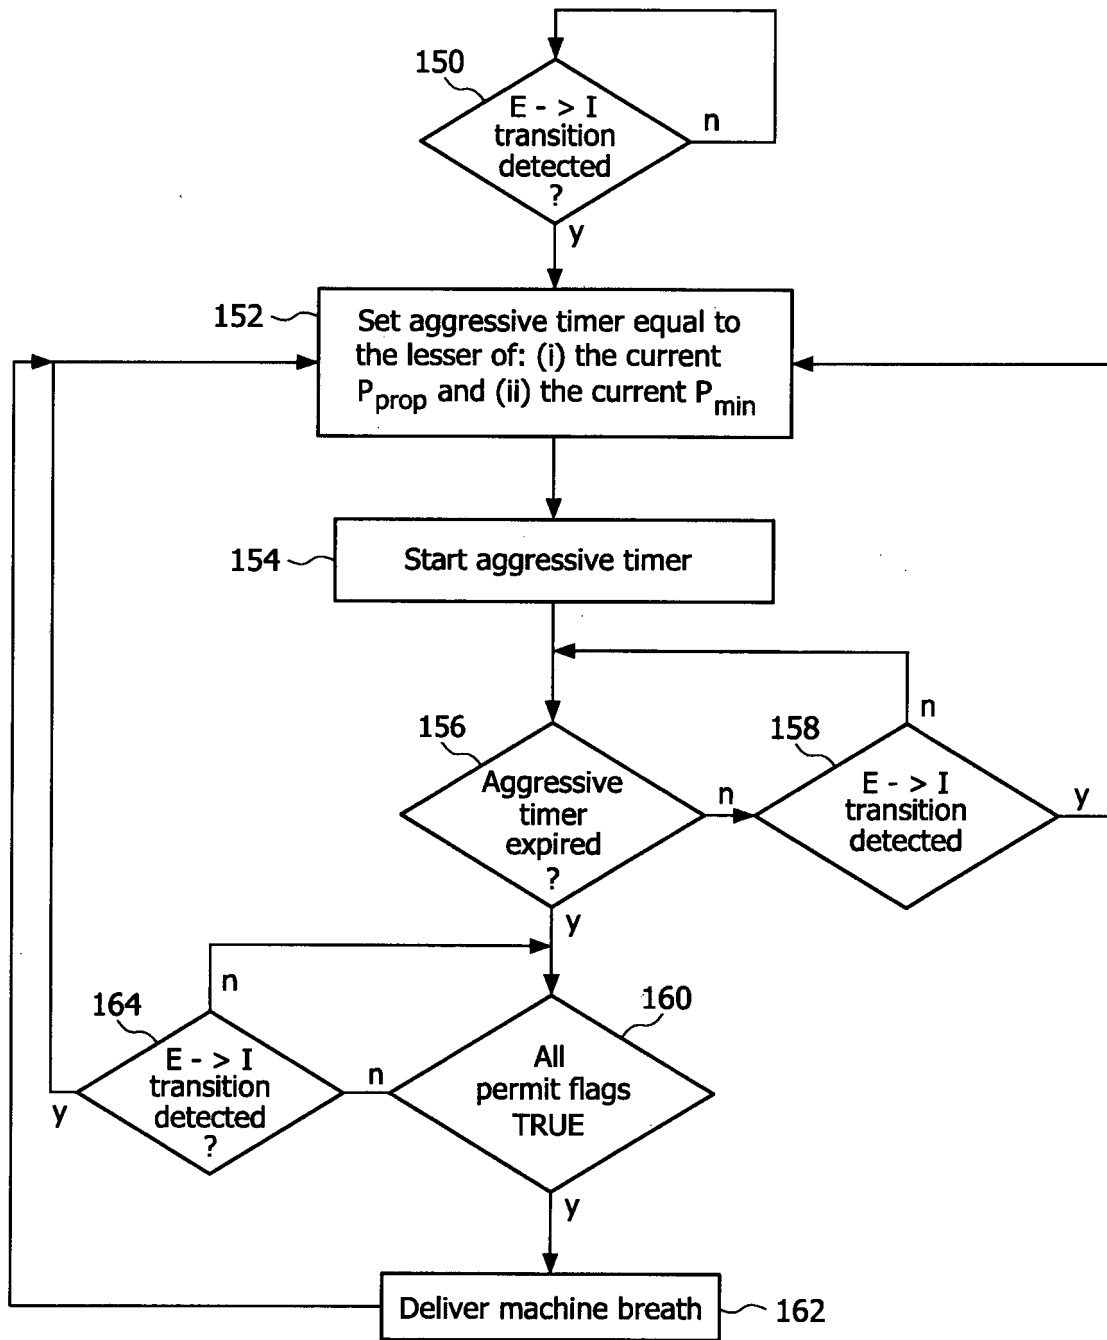 150
E - > I
transition
detected
?
n
y
152
Set aggressive timer equal to
the lesser of: (i) the current
Pprop and (ii) the current Pmin
154
Start aggressive timer
156
Aggressive
timer
expired
?
n
y
158
E - > I
transition
detected
n
y
160
All
permit flags
TRUE
n
y
164
E - > I
transition
detected
?
n
y
Deliver machine breath
162